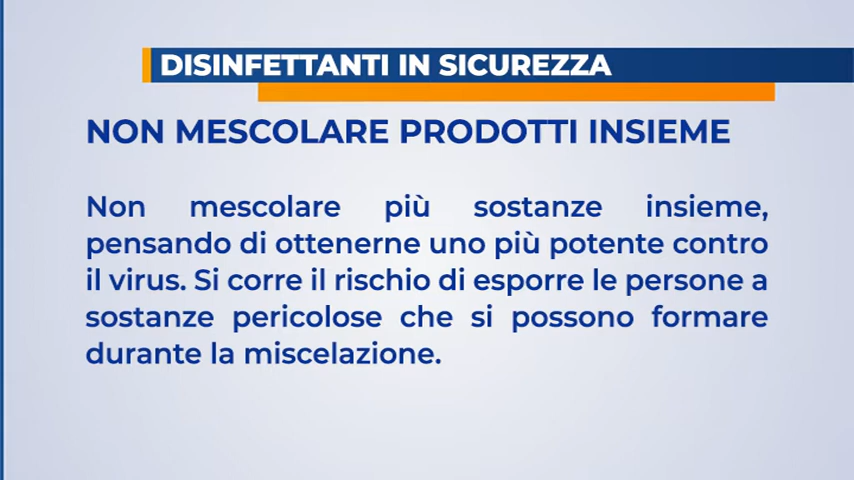 DISINFETTANTI IN SICUREZZA
NON MESCOLARE PRODOTTI INSIEME
Non mescolare più sostanze insieme,
pensando di ottenerne uno più potente contro
il virus. Si corre il rischio di esporre le persone a
sostanze pericolose che si possono formare
durante la miscelazione.